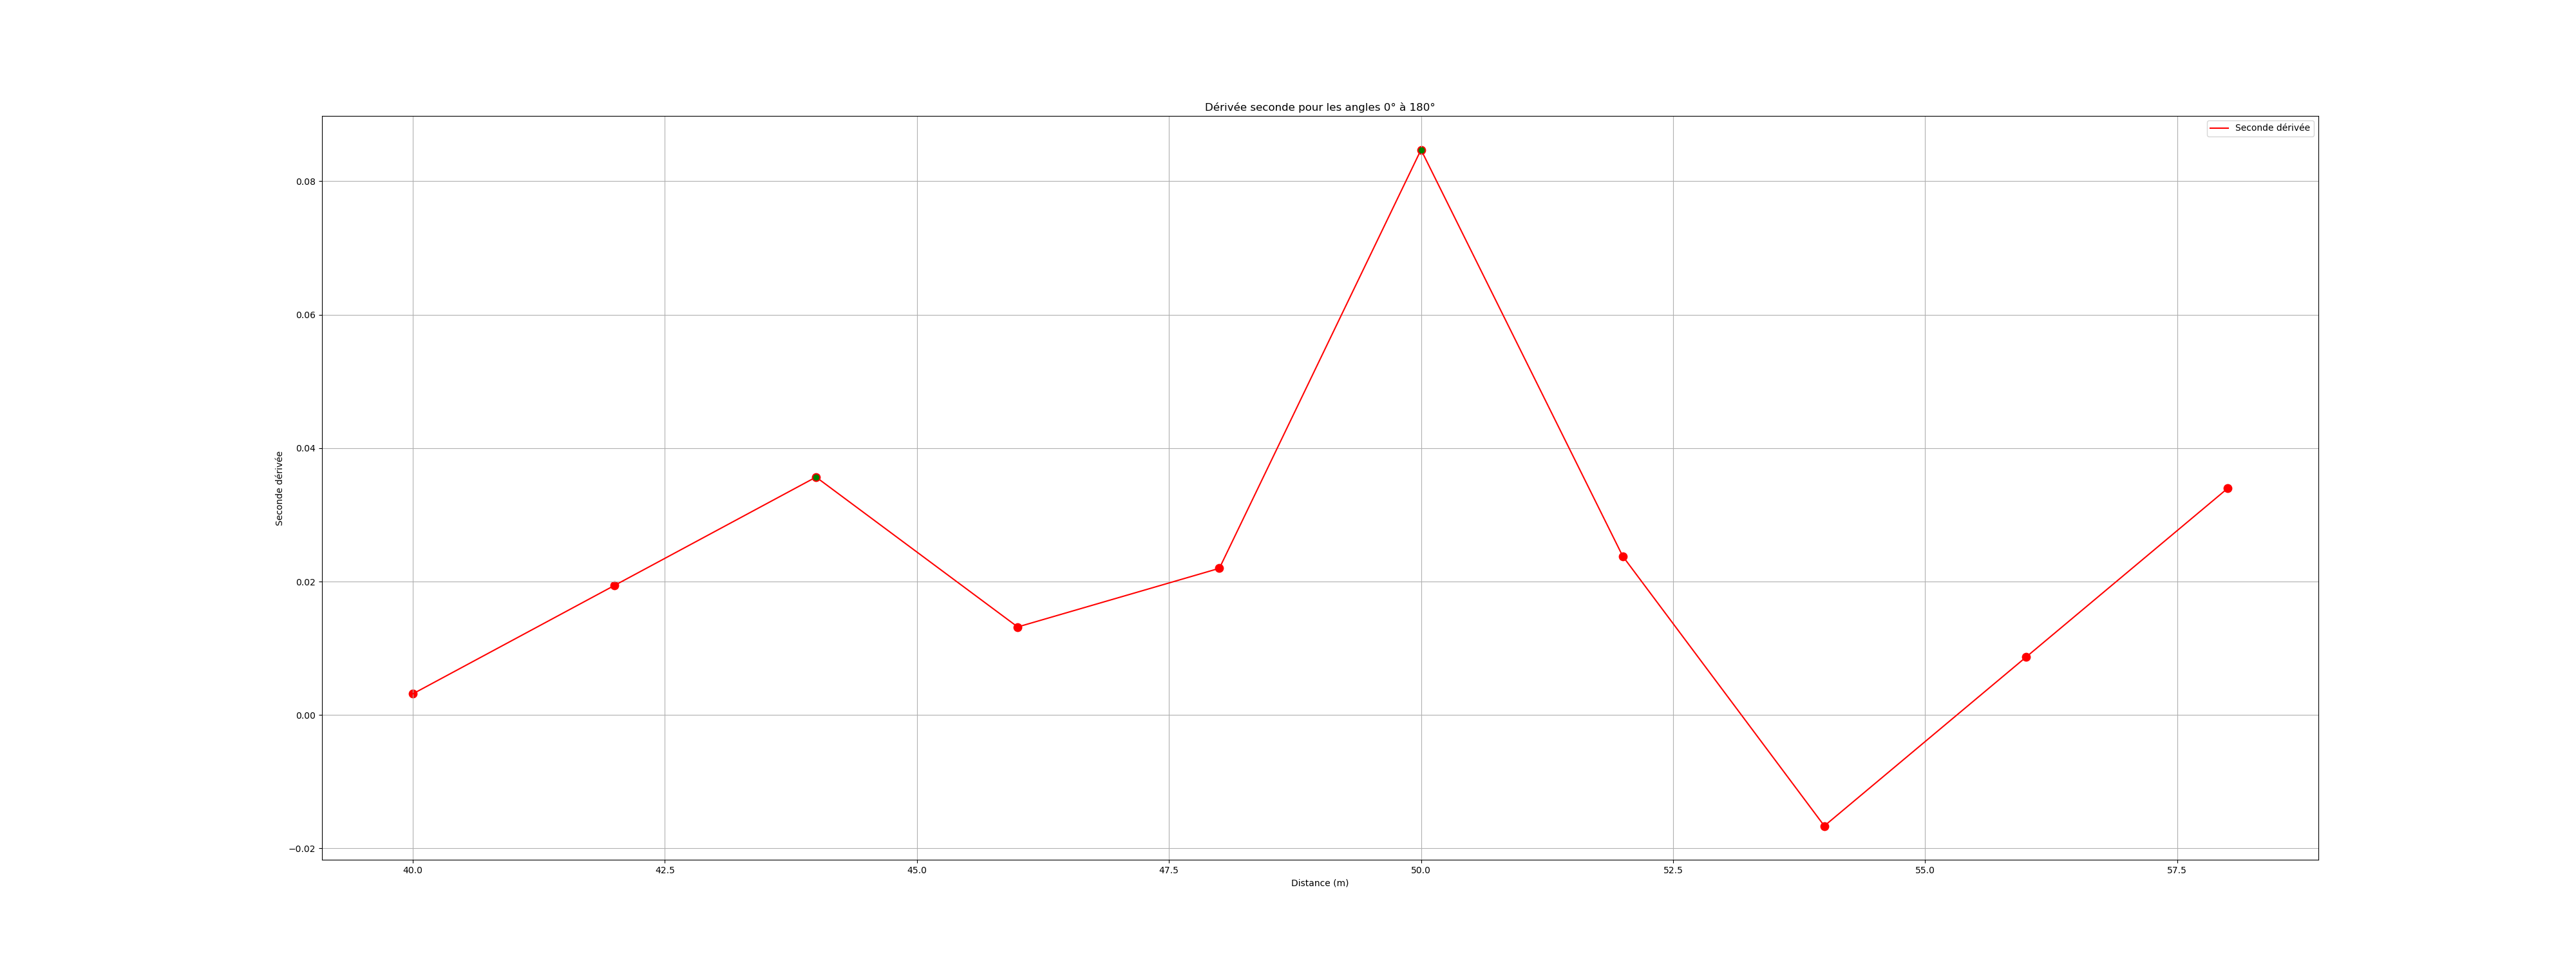 Dérivée seconde pour les angles 0° à 180°
Seconde dérivée
0.08
0.06
0.04
0.02
0.00
−0.02
Seconde dérivée
40.0 42.5 45.0 47.5 50.0 52.5 55.0 57.5
Distance (m)